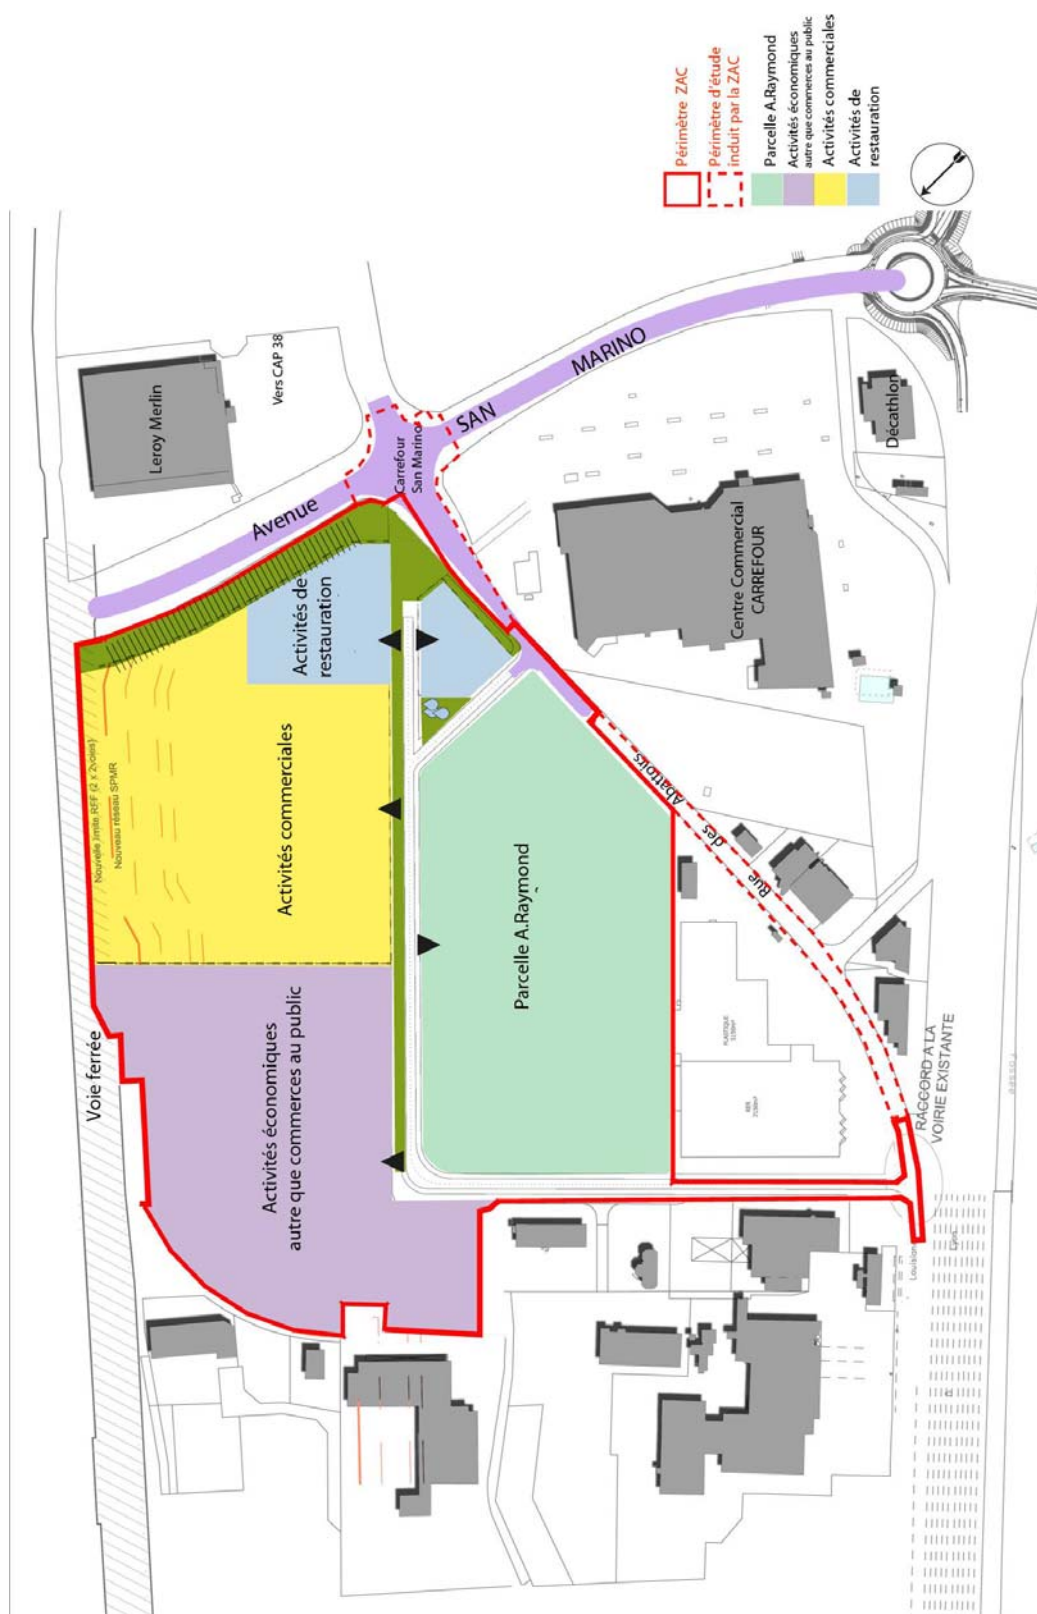 Périmètre ZAC
Périmètre d'étude
induit par la ZAC
Parcelle A.Raymond
Activités économiques
autre que commerces au public
Activités commerciales
Activités de
restauration
Leroy Merlin
Vers CAP 38
Avenue
SAN
MARINO
Carrefour
San Marino
Décathlon
Centre Commercial
CARREFOUR
Activités de
restauration
Nouvelle limite RFF (2 x 2voies)
Nouveau réseau SPMR
Activités commerciales
Parcelle A.Raymond
Rue
des
Abattoirs
Voie ferrée
Activités économiques
autre que commerces au public
PLASTIQUE
RACCORD A LA
VOIRIE EXISTANTE
Louision
Lyon